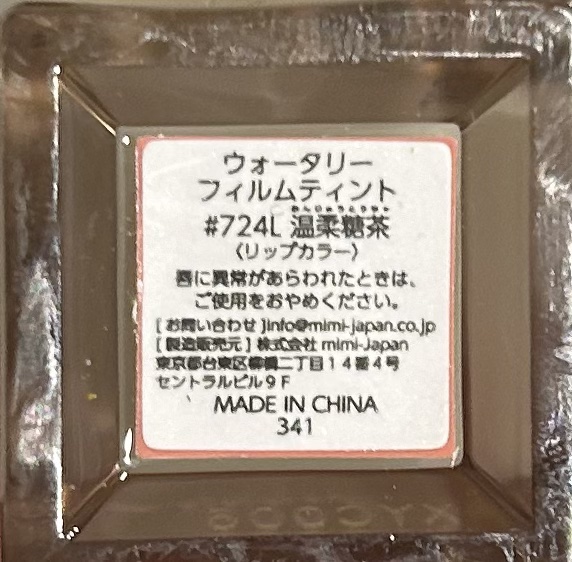 ウォータリー
フィルムティント
#724L 温柔糖茶
〈リップカラー〉
唇に異常があらわれたときは、
ご使用をおやめください。
[ お問い合わせ ]info@mimi-japan.co.jp
[ 製造販売元 ] 株式会社 mimi-Japan
東京都台東区柳橋二丁目１４番４号
セントラルビル９Ｆ
MADE IN CHINA
341